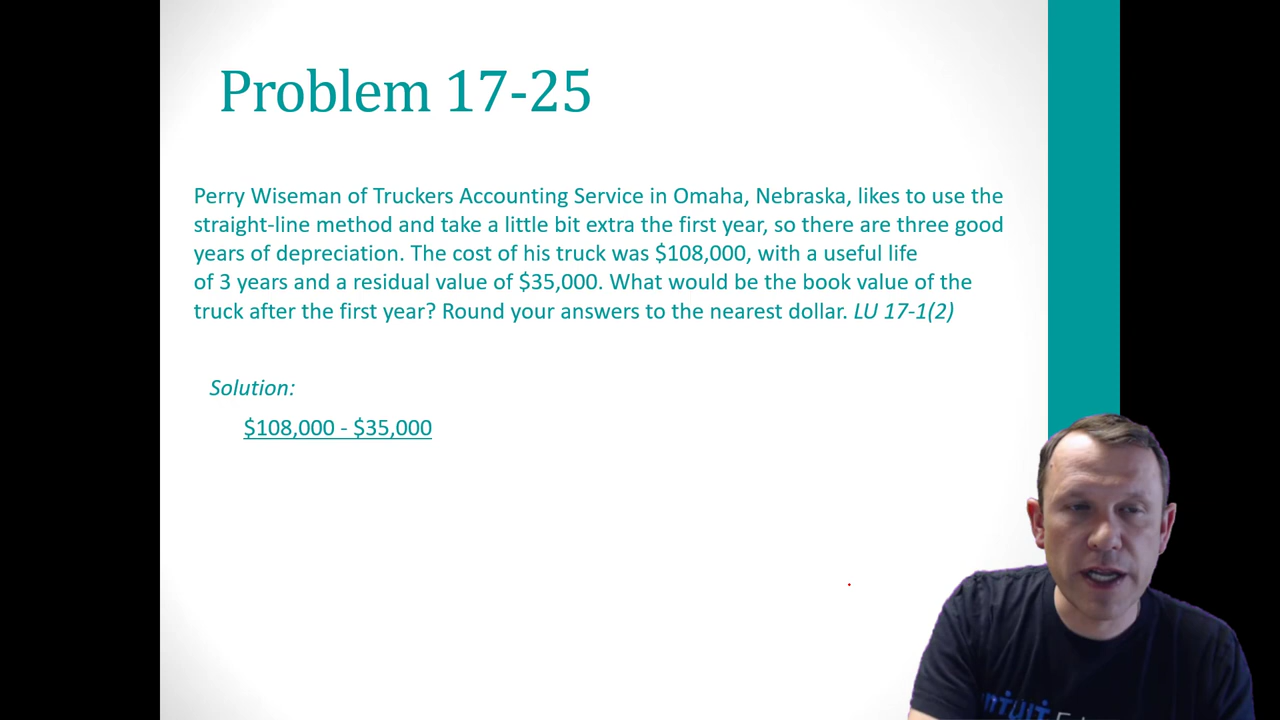 Problem 17-25
Perry Wiseman of Truckers Accounting Service in Omaha, Nebraska, likes to use the
straight-line method and take a little bit extra the first year, so there are three good
years of depreciation. The cost of his truck was $108,000, with a useful life
of 3 years and a residual value of $35,000. What would be the book value of the
truck after the first year? Round your answers to the nearest dollar. LU 17-1(2)
Solution:
$108,000 - $35,000
intuit